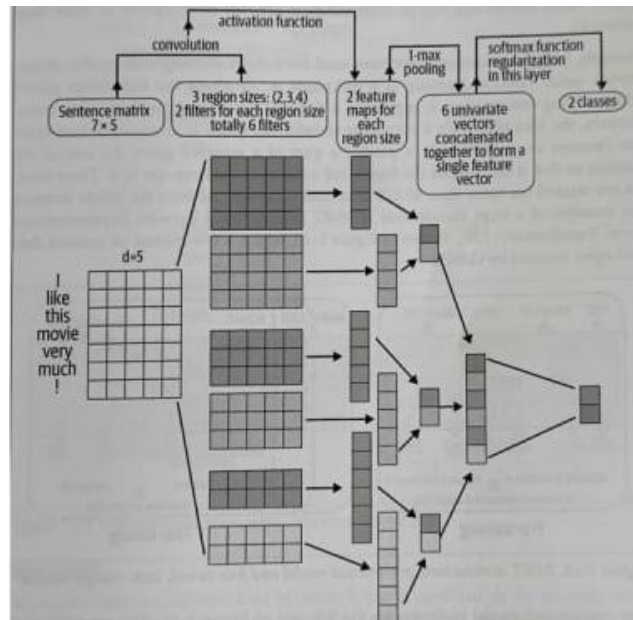 activation function
convolution
1-max
pooling
softmax function
regularization
in this layer
Sentence matrix
7 × 5
3 region sizes: (2,3,4)
2 filters for each region size
totally 6 filters
2 feature
maps for
each
region size
6 univariate
vectors
concatenated
together to form a
single feature
vector
2 classes
d=5
I
like
this
movie
very
much
!